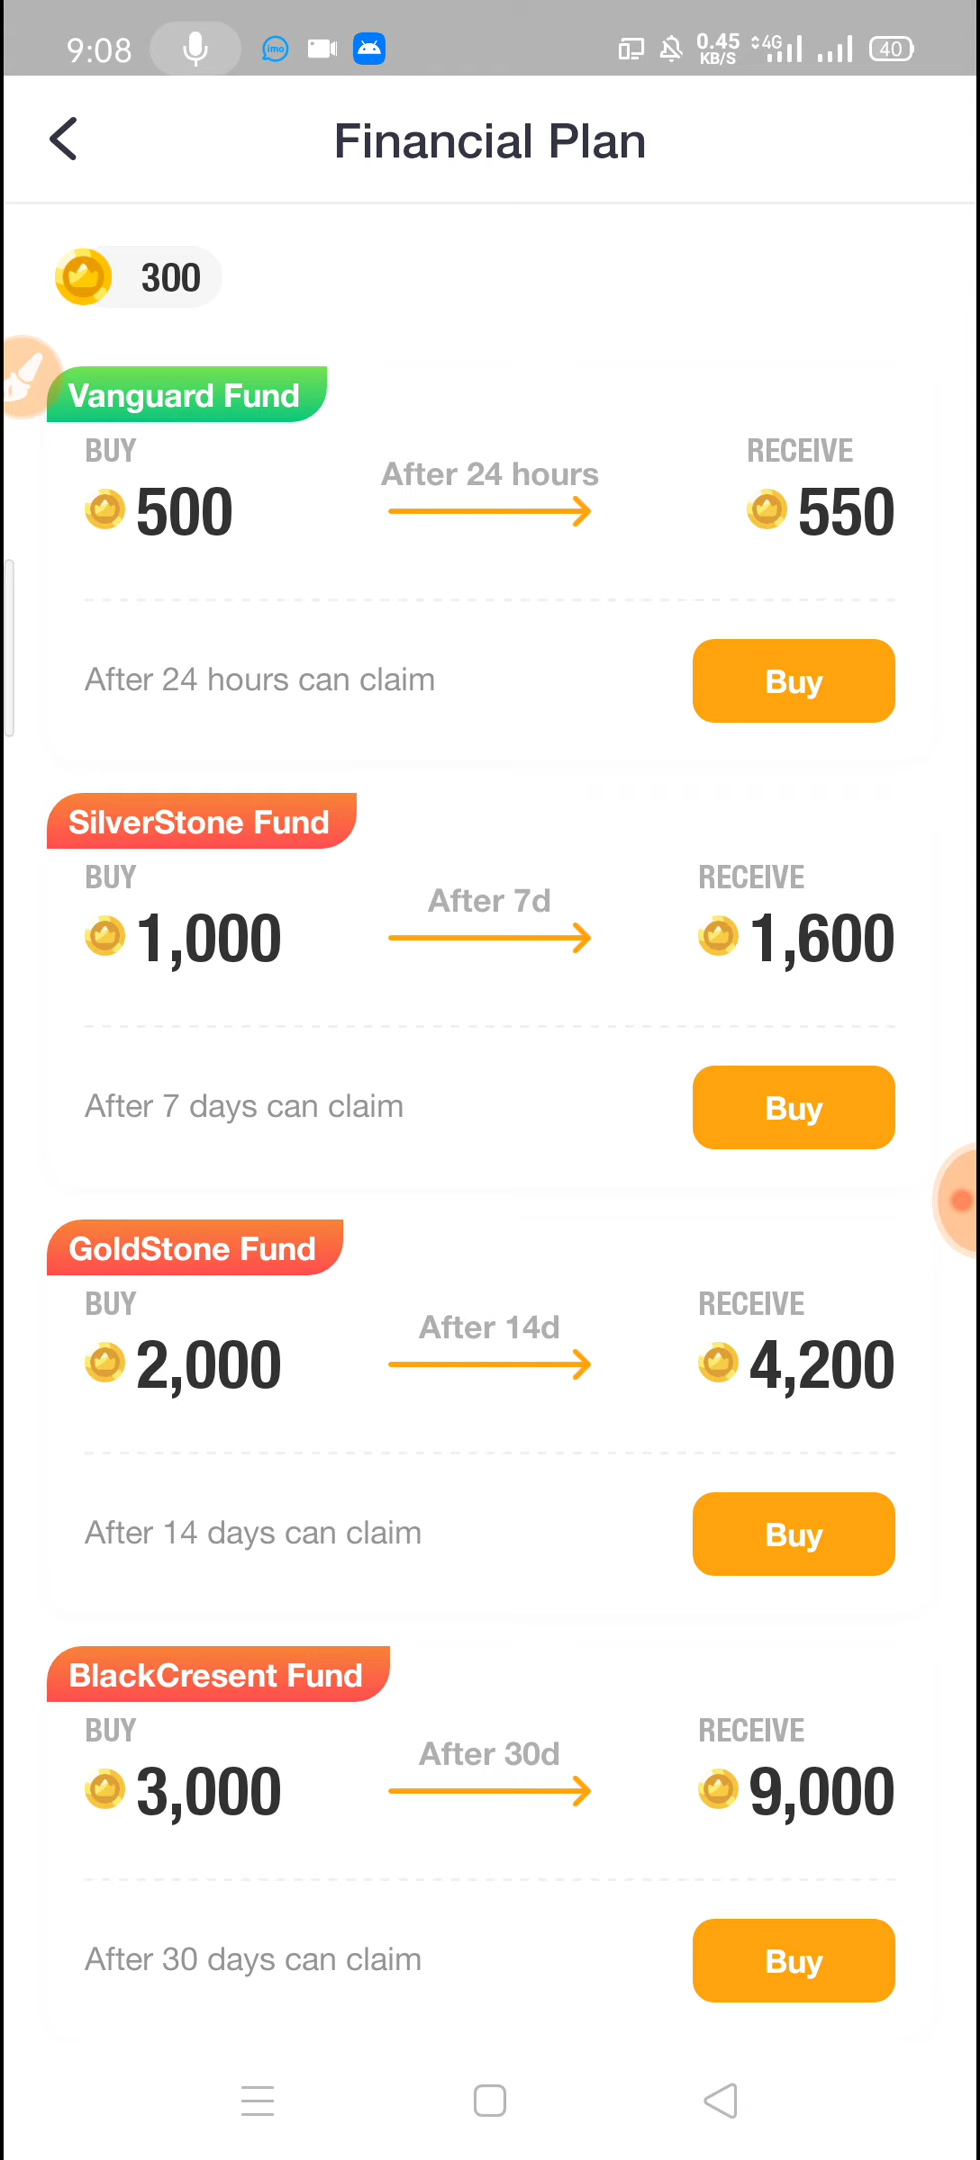 9:08 imo 0.45 KB/S 4G 40
Financial Plan
300
Vanguard Fund
BUY After 24 hours RECEIVE
500 550
After 24 hours can claim Buy
SilverStone Fund
BUY After 7d RECEIVE
1,000 1,600
After 7 days can claim Buy
GoldStone Fund
BUY After 14d RECEIVE
2,000 4,200
After 14 days can claim Buy
BlackCresent Fund
BUY After 30d RECEIVE
3,000 9,000
After 30 days can claim Buy